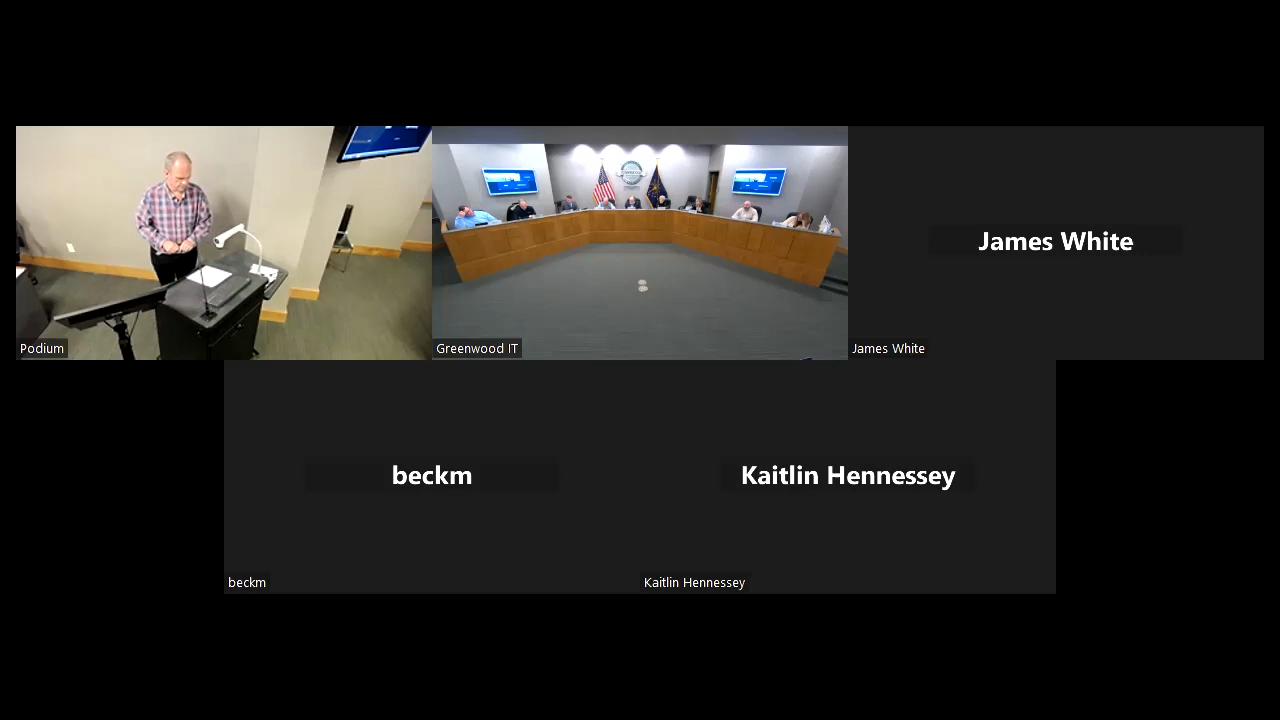 Podium
Greenwood IT
James White
James White
beckm
Kaitlin Hennessey
beckm
Kaitlin Hennessey